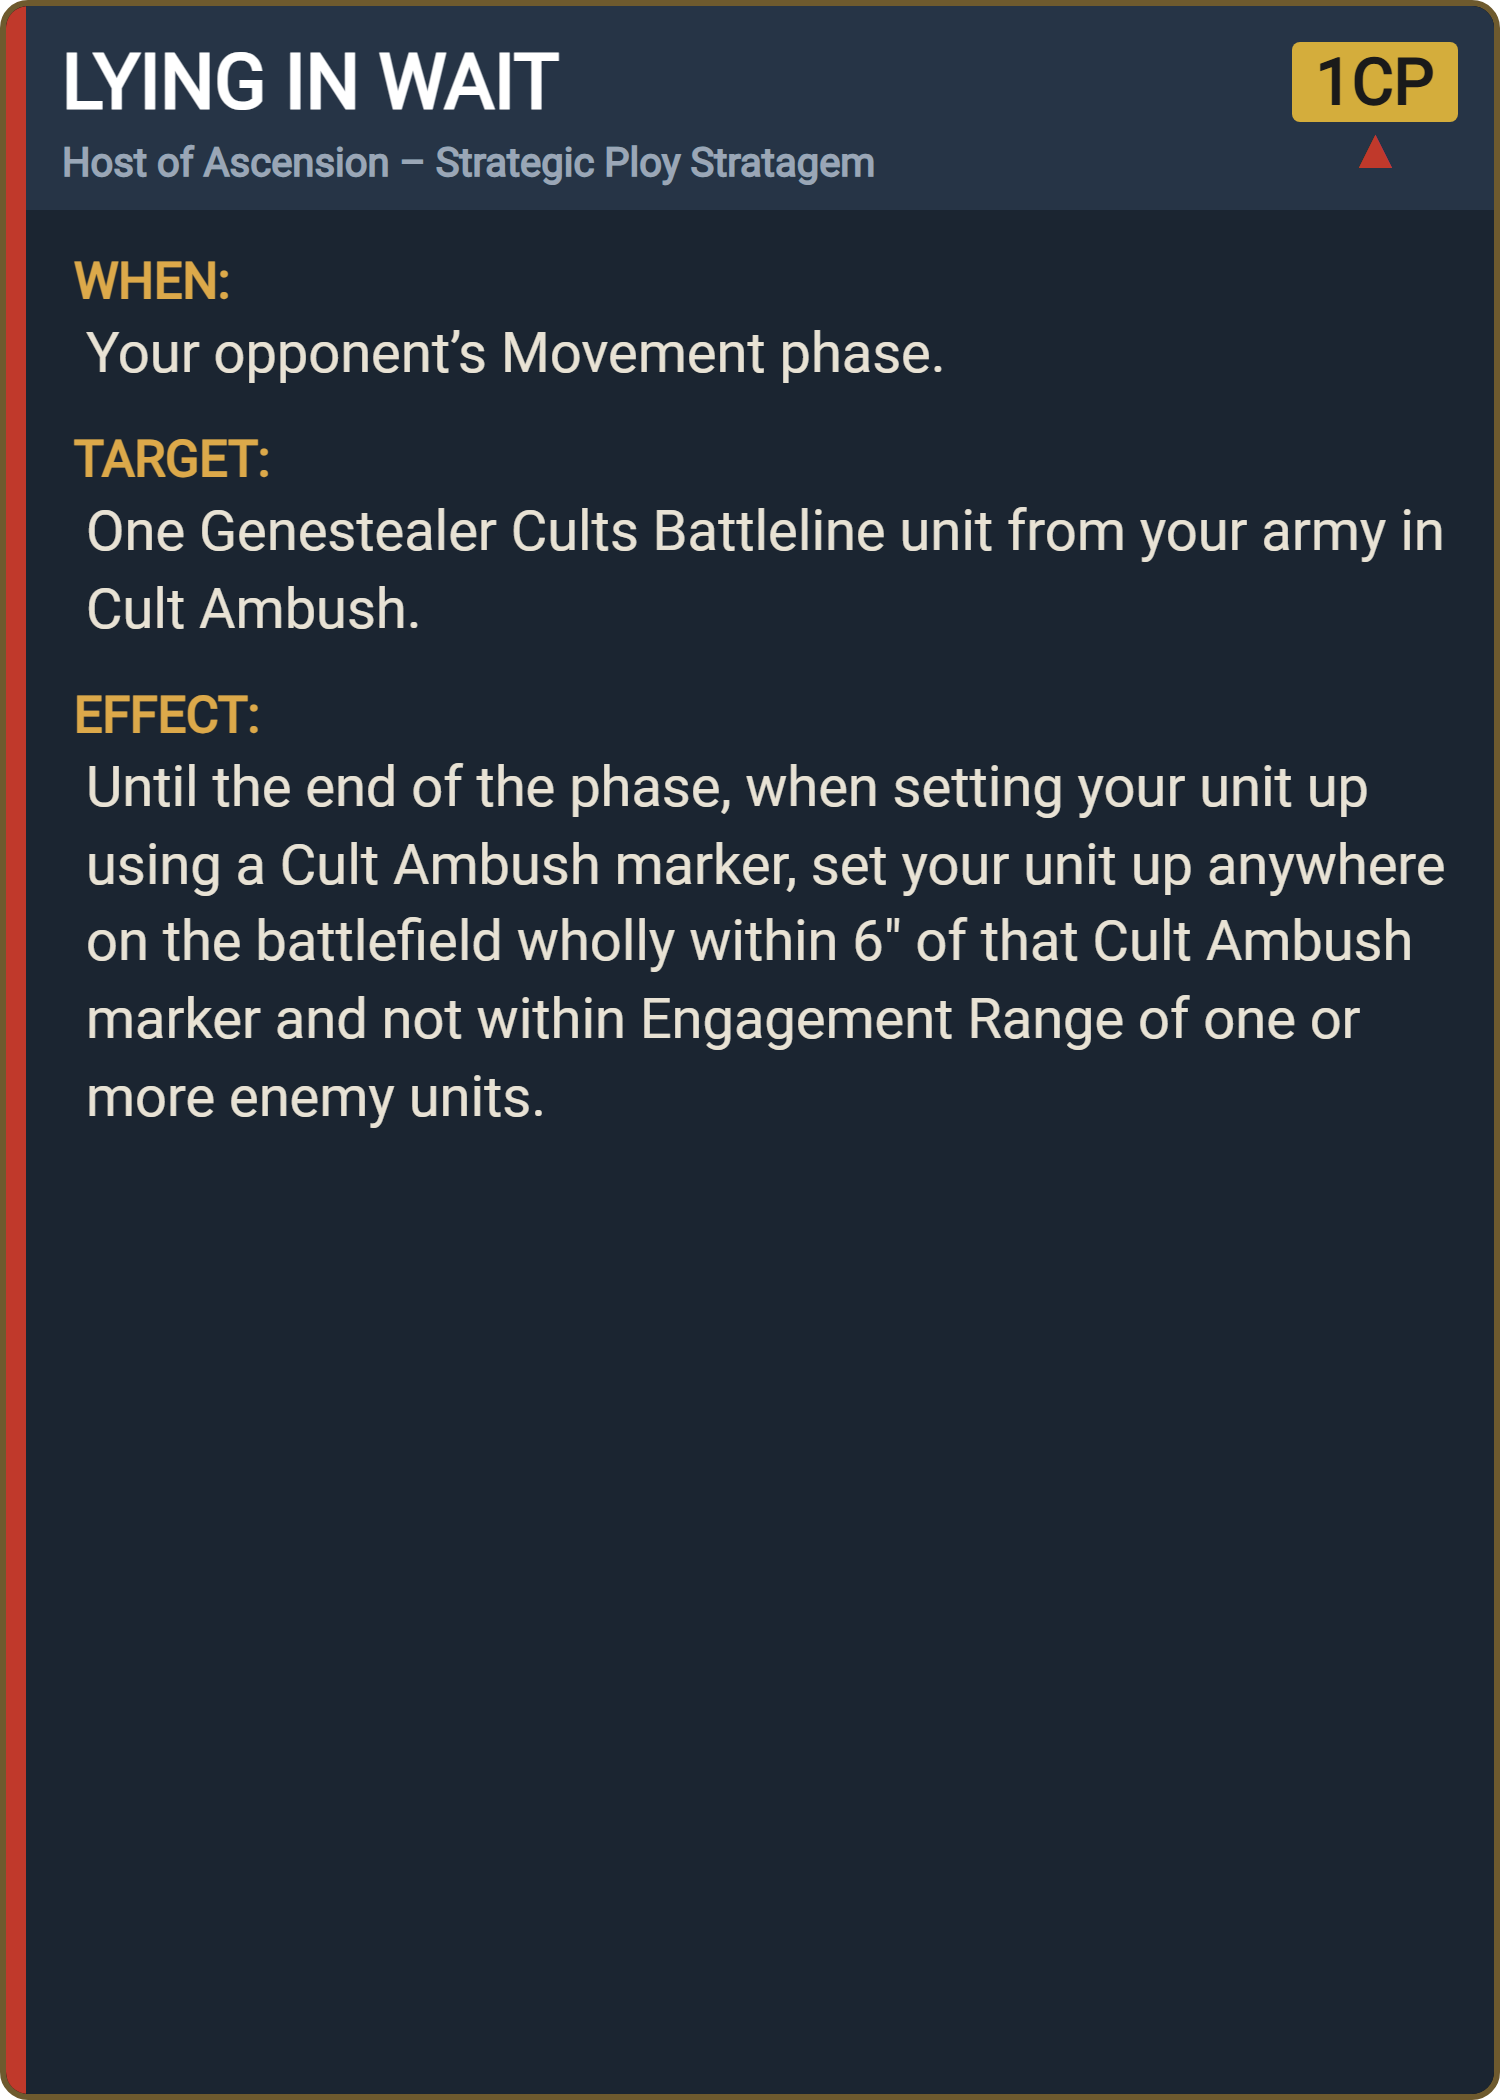 LYING IN WAIT
1CP
Host of Ascension – Strategic Ploy Stratagem
WHEN:
Your opponent’s Movement phase.
TARGET:
One Genestealer Cults Battleline unit from your army in
Cult Ambush.
EFFECT:
Until the end of the phase, when setting your unit up
using a Cult Ambush marker, set your unit up anywhere
on the battlefield wholly within 6" of that Cult Ambush
marker and not within Engagement Range of one or
more enemy units.